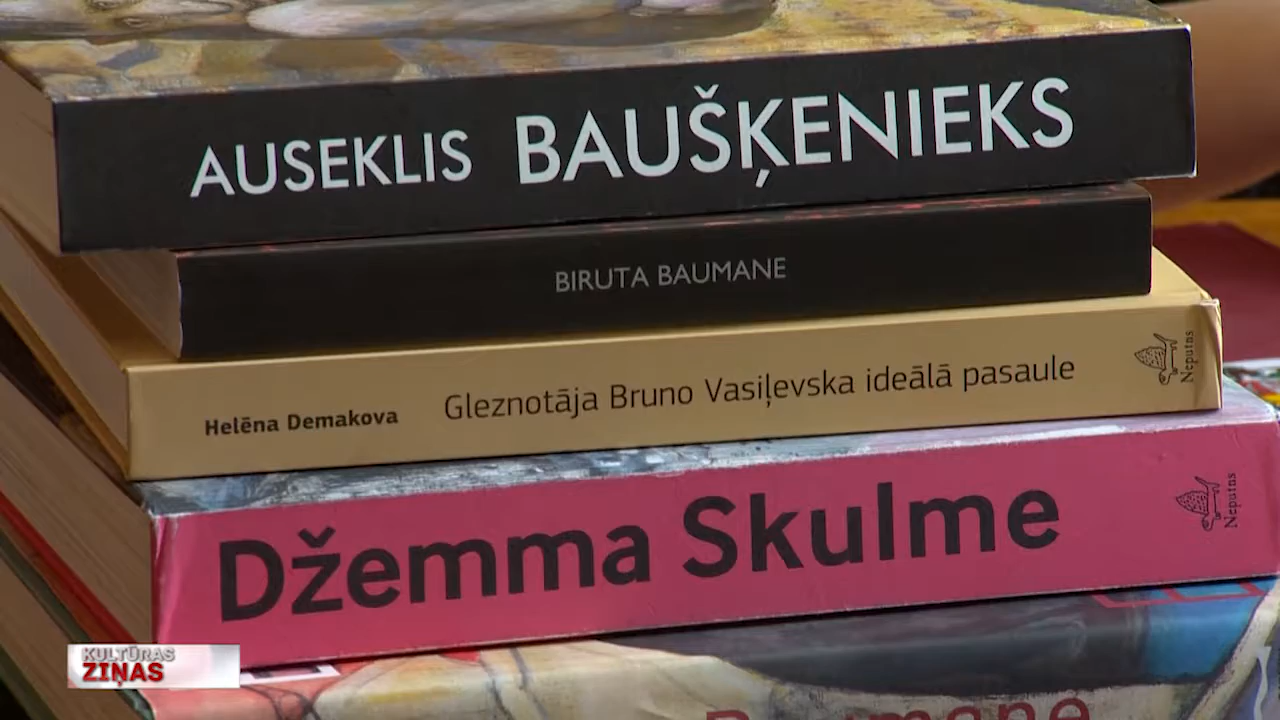 AUSEKLIS BAUŠĶENIEKS
BIRUTA BAUMANE
Helēna Demakova Gleznotāja Bruno Vasiļevska ideālā pasaule Neputns
Džemma Skulme Neputns
KULTŪRAS
ZIŅAS